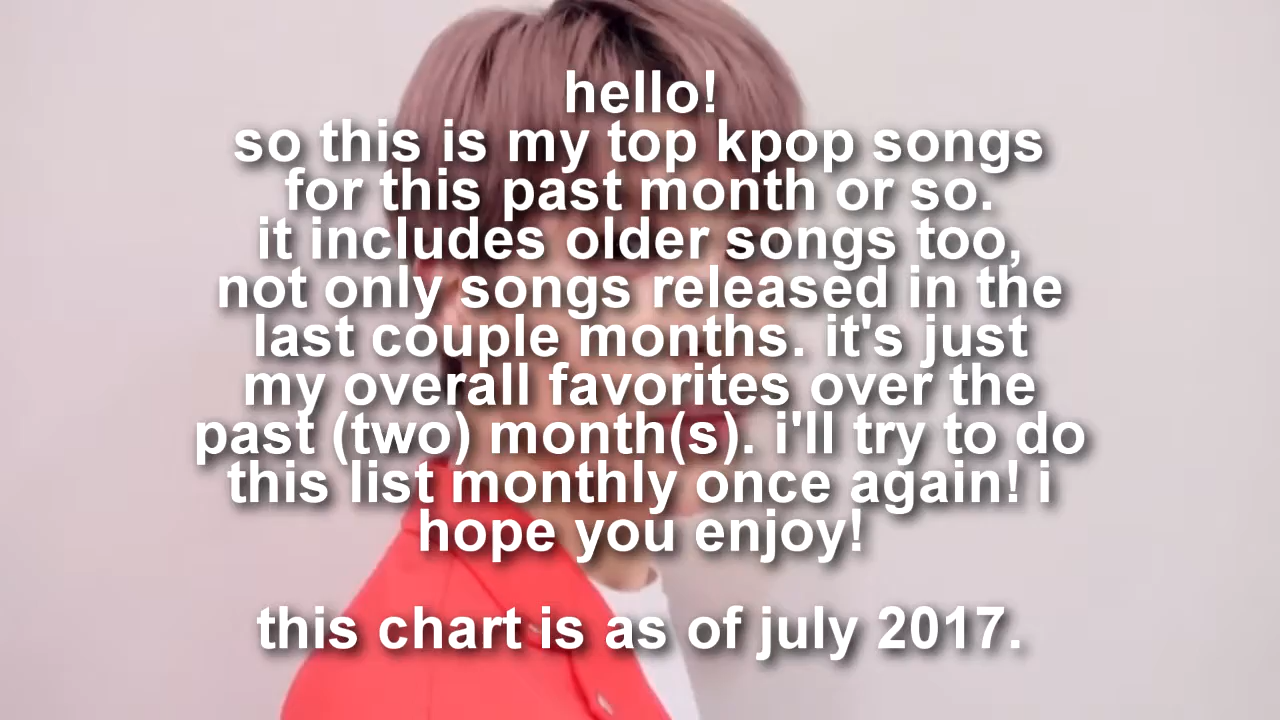 hello!
so this is my top kpop songs
for this past month or so.
it includes older songs too,
not only songs released in the
last couple months. it's just
my overall favorites over the
past (two) month(s). i'll try to do
this list monthly once again! i
hope you enjoy!
this chart is as of july 2017.